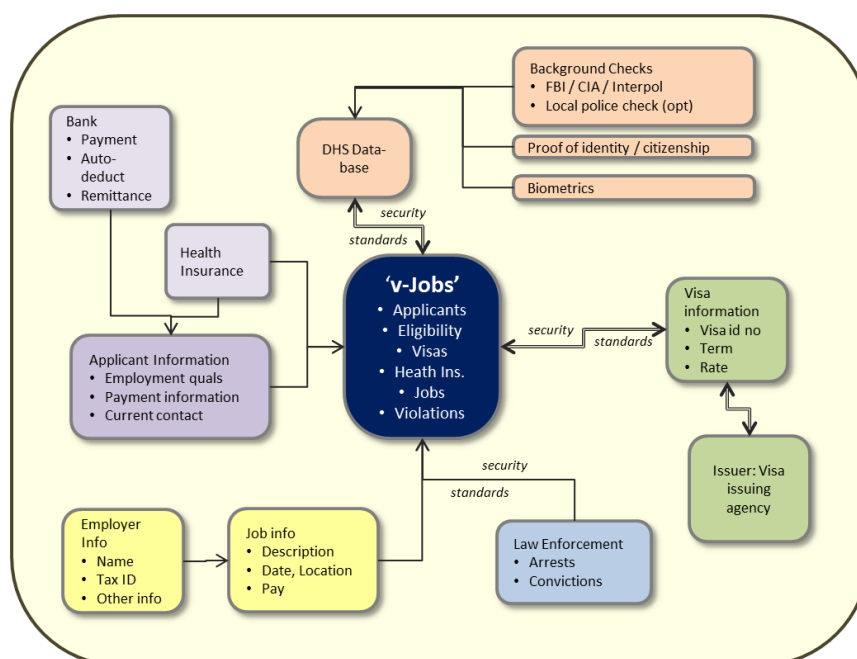 Background Checks
• FBI / CIA / Interpol
• Local police check (opt)
Proof of identity / citizenship
Biometrics
DHS Data-
base
security
standards
Bank
• Payment
• Auto-
deduct
• Remittance
Health
Insurance
Applicant Information
• Employment quals
• Payment information
• Current contact
‘v-Jobs’
• Applicants
• Eligibility
• Visas
• Heath Ins.
• Jobs
• Violations
security
standards
Visa
information
• Visa id no
• Term
• Rate
Issuer: Visa
issuing
agency
security
standards
Employer
Info
• Name
• Tax ID
• Other info
Job info
• Description
• Date, Location
• Pay
Law Enforcement
• Arrests
• Convictions